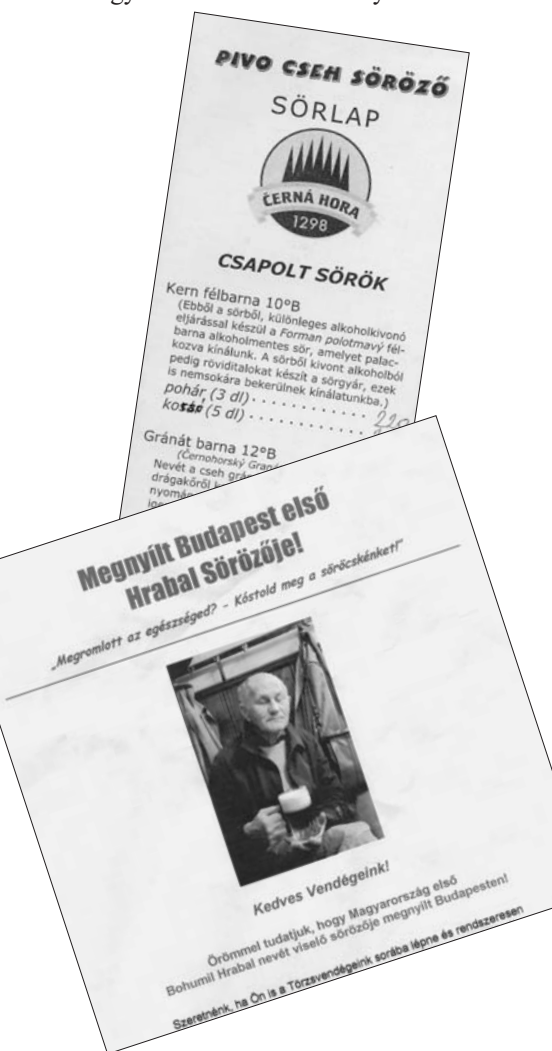 PIVO CSEH SÖRÖZŐ
SÖRLAP
ČERNÁ HORA
1298
CSAPOLT SÖRÖK
Kern félbarna 10°B
(Ebből a sörből, különleges alkoholkivonó
eljárással készül a Forman polotmavý fél-
barna alkoholmentes sör, amelyet palac-
kozva kínálunk. A sörből kivont alkoholból
pedig röviditalokat készít a sörgyár, ezek
is nemsokára bekerülnek kínálatunkba.)
pohár (3 dl) . . . . . . . . . . . .
(5 dl) . . . . . . . . . . . .
Gránát barna 12°B
(Černohorský
Nevét a cseh
drágakőről
Megnyílt Budapest első
Hrabal Sörözője!
„Megromlott az egészséged? - Kóstold meg a söröcskénket!”
Kedves Vendégeink!
Örömmel tudatjuk, hogy Magyarország első
Bohumil Hrabal nevét viselő sörözője megnyílt Budapesten!
Szeretnénk, ha Ön is a Törzsvendégeink sorába lépne és rendszeresen